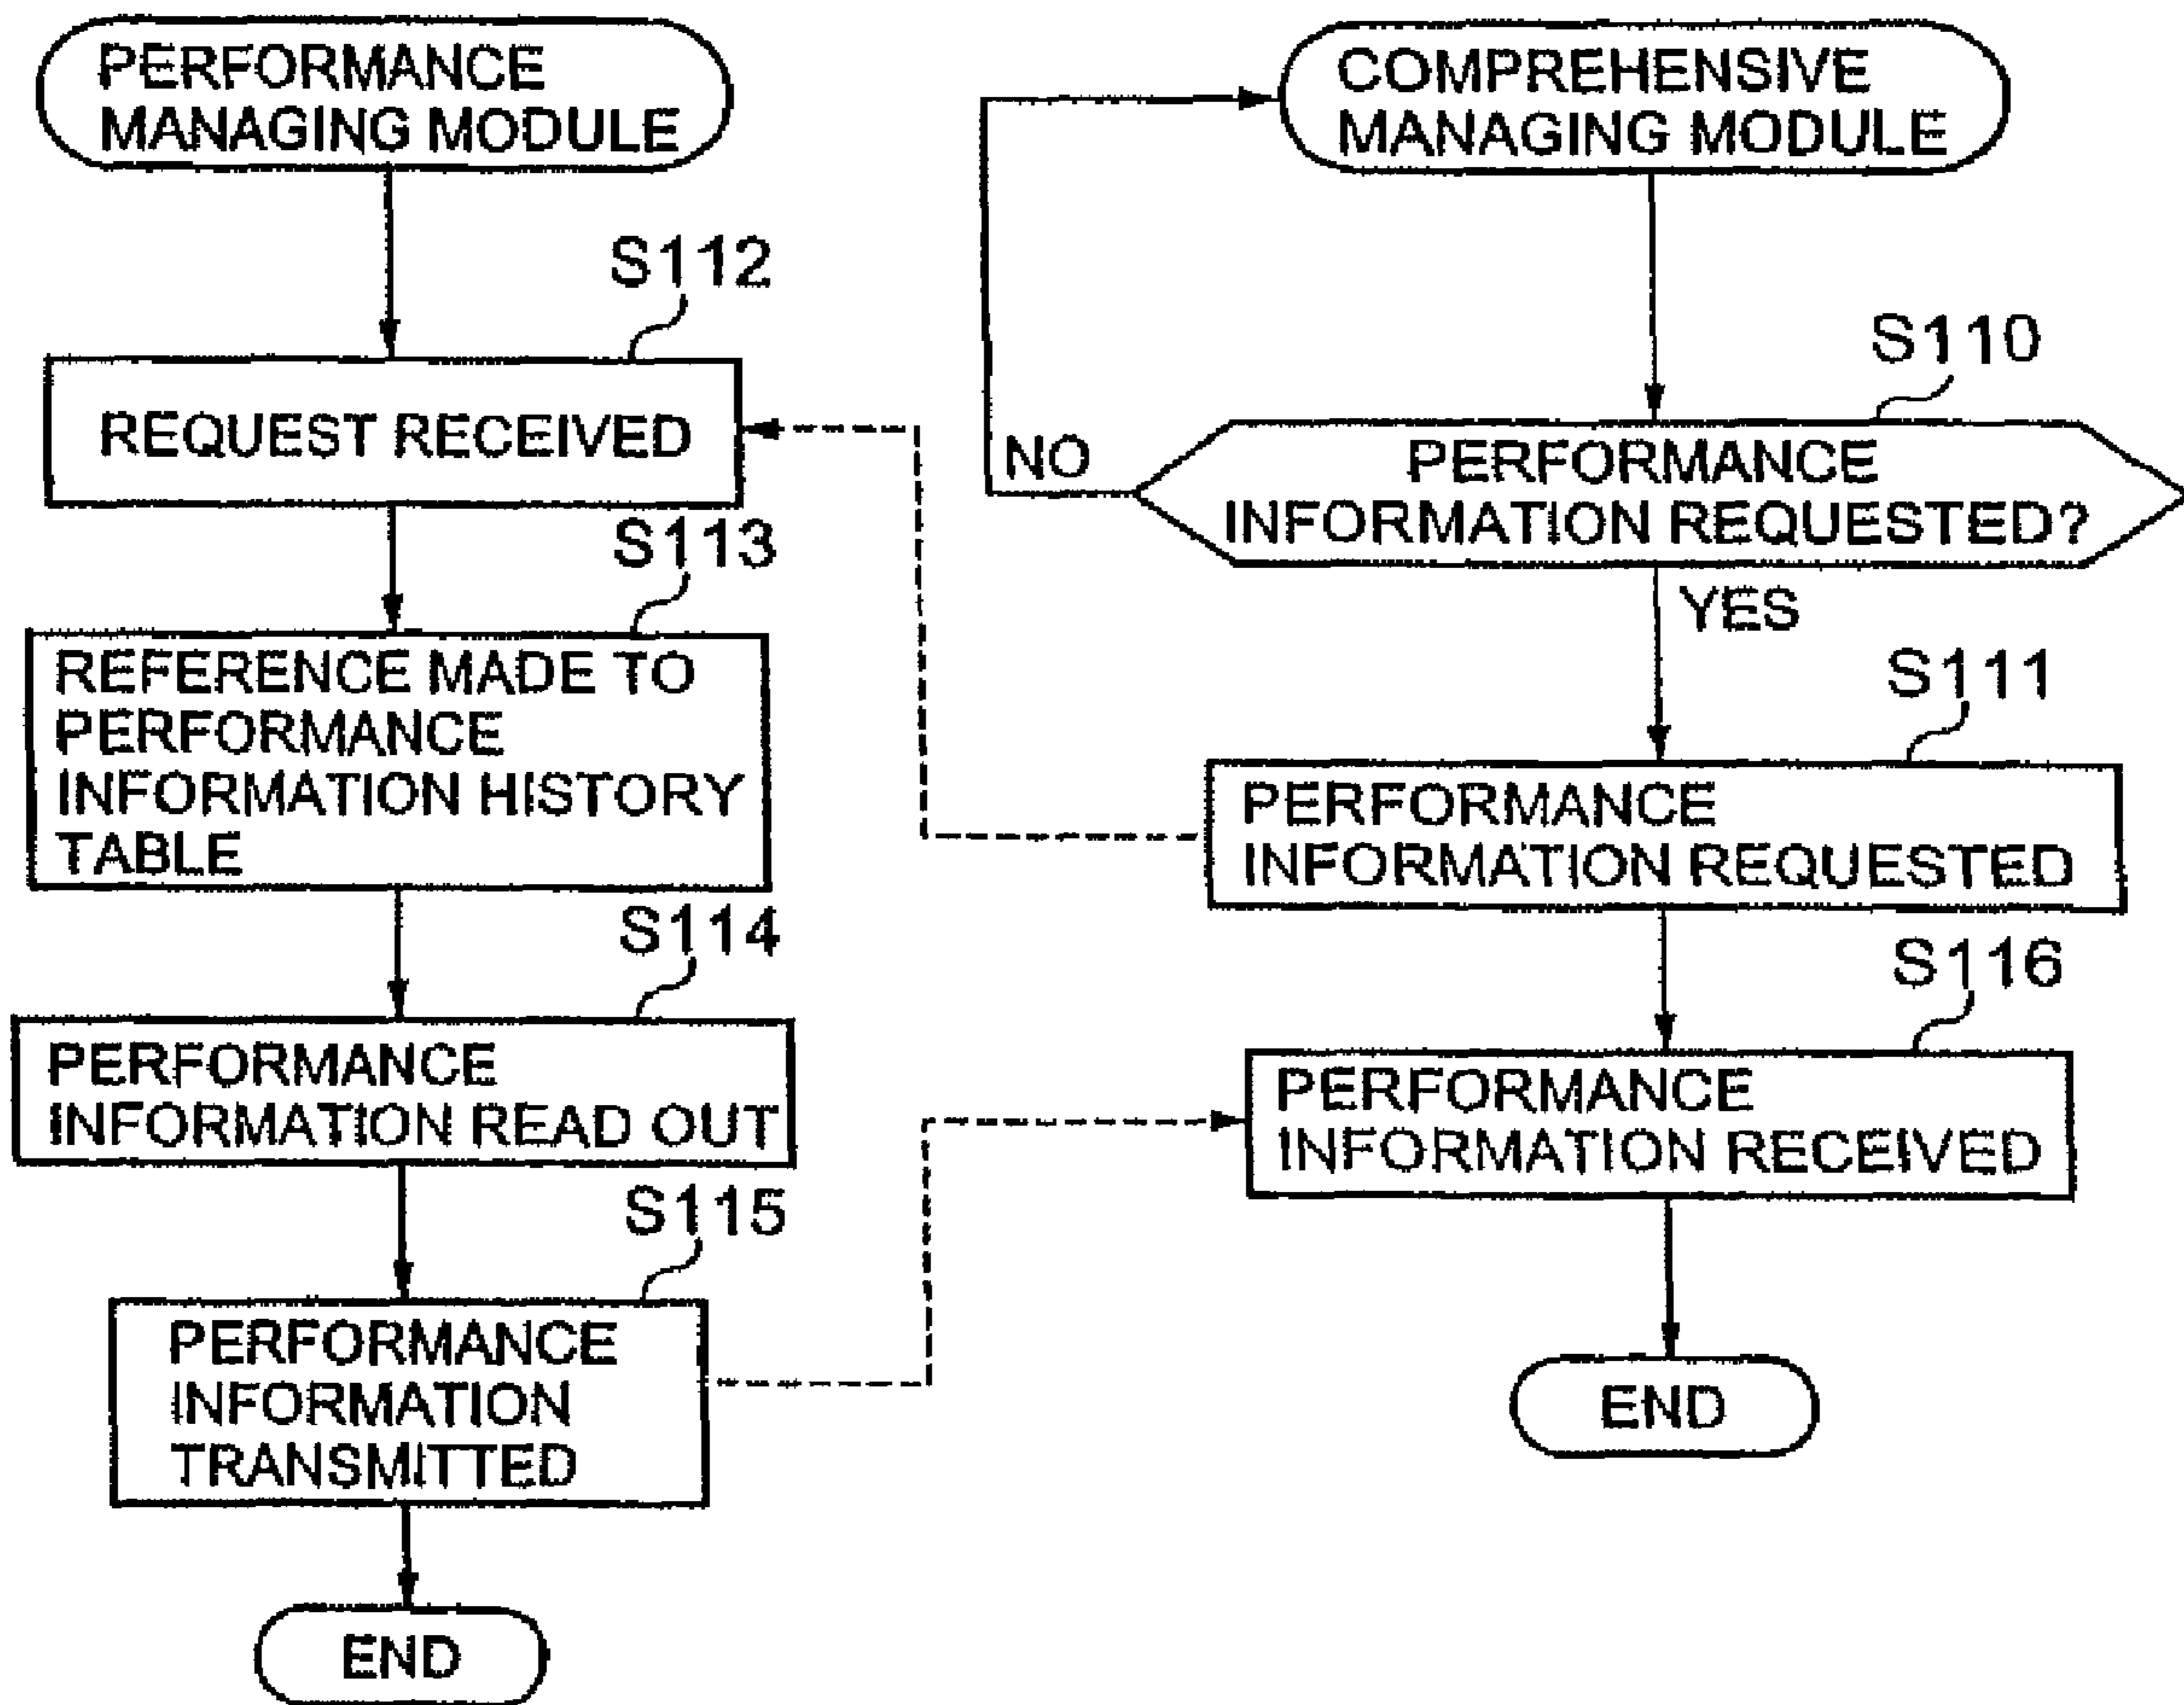 PERFORMANCE
MANAGING MODULE
S112
REQUEST RECEIVED
S113
REFERENCE MADE TO
PERFORMANCE
INFORMATION HISTORY
TABLE
S114
PERFORMANCE
INFORMATION READ OUT
S115
PERFORMANCE
INFORMATION
TRANSMITTED
END
COMPREHENSIVE
MANAGING MODULE
S110
NO
PERFORMANCE
INFORMATION REQUESTED?
YES
S111
PERFORMANCE
INFORMATION REQUESTED
S116
PERFORMANCE
INFORMATION RECEIVED
END